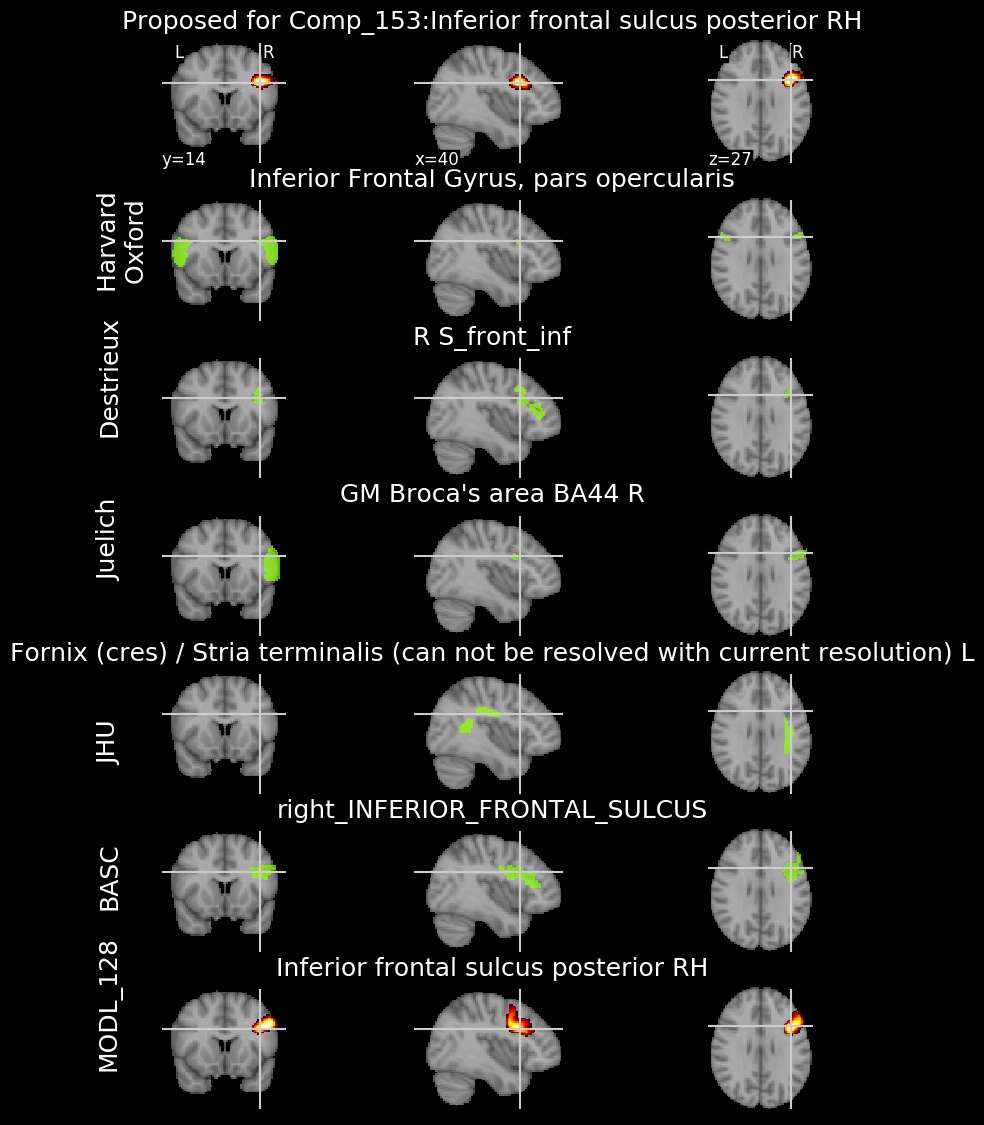 Proposed for Comp_153:Inferior frontal sulcus posterior RH
L R
L R
y=14
x=40
z=27
Inferior Frontal Gyrus, pars opercularis
Harvard
Oxford
R S_front_inf
Destrieux
GM Broca's area BA44 R
Juelich
Fornix (cres) / Stria terminalis (can not be resolved with current resolution) L
JHU
right_INFERIOR_FRONTAL_SULCUS
BASC
Inferior frontal sulcus posterior RH
MODL_128